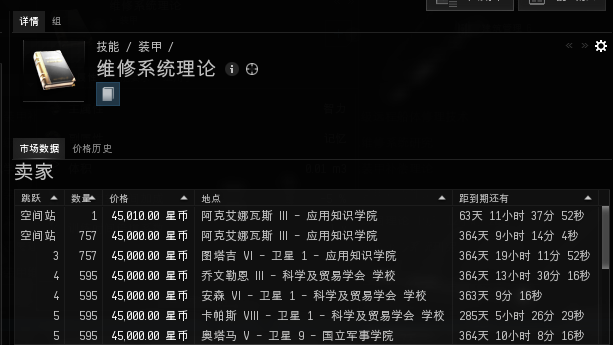 详情 组
技能 / 装甲 /
维修系统理论
市场数据 价格历史
卖家
跳跃 数量 价格 地点 距到期还有
空间站 1 45,010.00 星币 阿克艾娜瓦斯 III - 应用知识学院 63天 11小时 37分 52秒
空间站 757 45,000.00 星币 阿克艾娜瓦斯 III - 应用知识学院 364天 9小时 14分 4秒
3 757 45,000.00 星币 图塔吉 VI - 卫星 1 - 应用知识学院 364天 19小时 11分 52秒
4 595 45,000.00 星币 乔文勒恩 III - 科学及贸易学会 学校 364天 13小时 30分 16秒
4 595 45,000.00 星币 安森 VI - 卫星 1 - 科学及贸易学会 学校 363天 9分 16秒
5 595 45,000.00 星币 卡帕斯 VIII - 科学及贸易学会 学校 285天 5小时 26分 29秒
5 595 45,000.00 星币 奥塔马 V - 卫星 9 - 国立军事学院 364天 10小时 8分 16秒